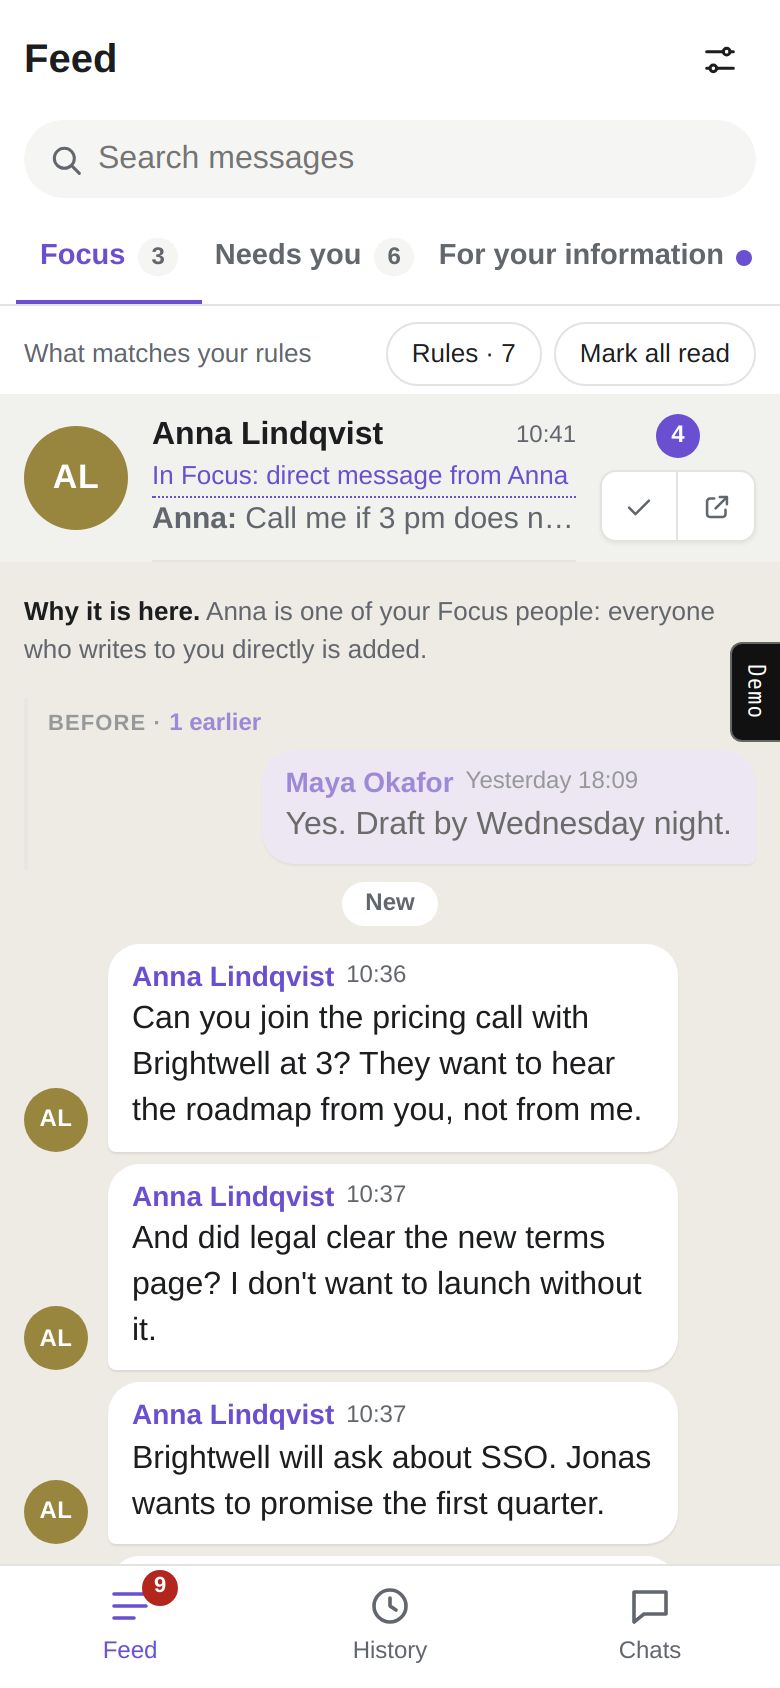 Feed
Search messages
Focus 3 Needs you 6 For your information
What matches your rules Rules · 7 Mark all read
AL Anna Lindqvist 10:41 4
In Focus: direct message from Anna
Anna: Call me if 3 pm does n…
Why it is here. Anna is one of your Focus people: everyone
who writes to you directly is added.
Demo
BEFORE · 1 earlier
Maya Okafor Yesterday 18:09
Yes. Draft by Wednesday night.
New
Anna Lindqvist 10:36
Can you join the pricing call with
Brightwell at 3? They want to hear
the roadmap from you, not from me.
AL
Anna Lindqvist 10:37
And did legal clear the new terms
page? I don't want to launch without
it.
AL
Anna Lindqvist 10:37
Brightwell will ask about SSO. Jonas
wants to promise the first quarter.
AL
9
Feed History Chats